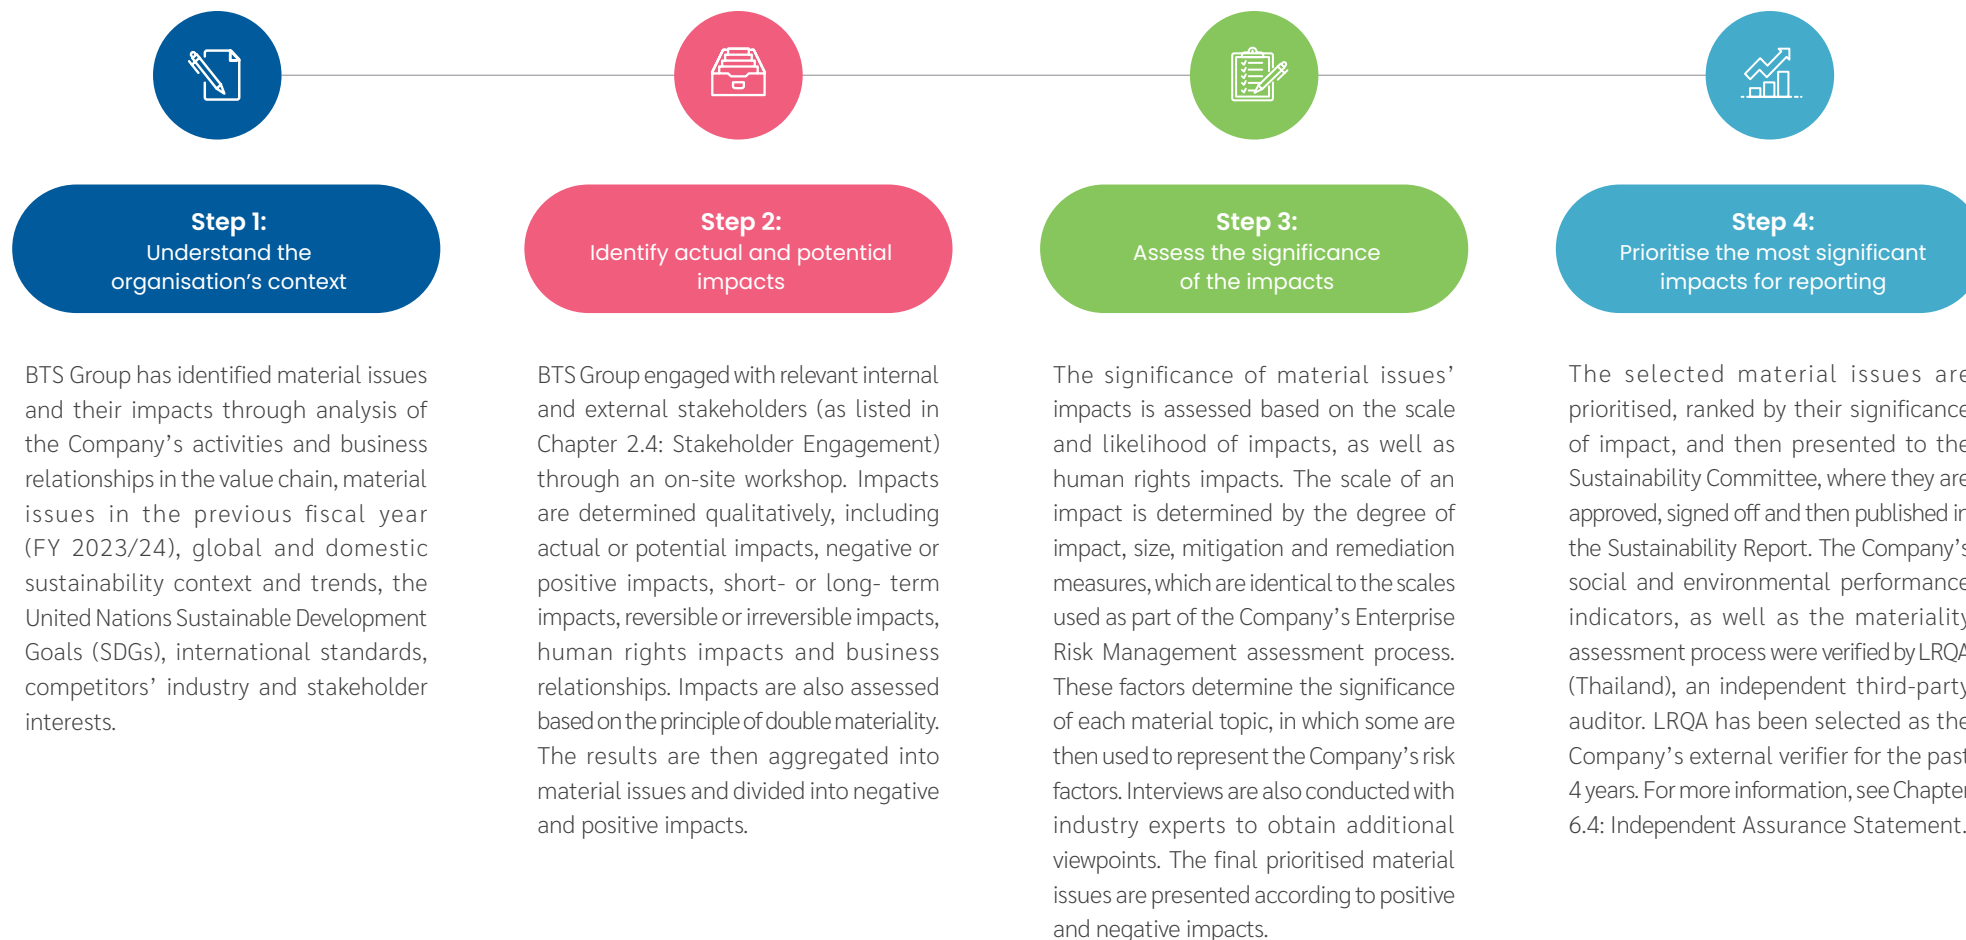 Step 1:
Understand the
organisation's context
BTS Group has identified material issues
and their impacts through analysis of
the Company's activities and business
relationships in the value chain, material
issues in the previous fiscal year
(FY 2023/24), global and domestic
sustainability context and trends, the
United Nations Sustainable Development
Goals (SDGs), international standards,
competitors' industry and stakeholder
interests.
Step 2:
Identify actual and potential
impacts
BTS Group engaged with relevant internal
and external stakeholders (as listed in
Chapter 2.4: Stakeholder Engagement)
through an on-site workshop. Impacts
are determined qualitatively, including
actual or potential impacts, negative or
positive impacts, short- or long- term
impacts, reversible or irreversible impacts,
human rights impacts and business
relationships. Impacts are also assessed
based on the principle of double materiality.
The results are then aggregated into
material issues and divided into negative
and positive impacts.
Step 3:
Assess the significance
of the impacts
The significance of material issues'
impacts is assessed based on the scale
and likelihood of impacts, as well as
human rights impacts. The scale of an
impact is determined by the degree of
impact, size, mitigation and remediation
measures, which are identical to the scales
used as part of the Company's Enterprise
Risk Management assessment process.
These factors determine the significance
of each material topic, in which some are
then used to represent the Company's risk
factors. Interviews are also conducted with
industry experts to obtain additional
viewpoints. The final prioritised material
issues are presented according to positive
and negative impacts.
Step 4:
Prioritise the most significant
impacts for reporting
The selected material issues are
prioritised, ranked by their significance
of impact, and then presented to the
Sustainability Committee, where they are
approved, signed off and then published in
the Sustainability Report. The Company's
social and environmental performance
indicators, as well as the materiality
assessment process were verified by LRQA
(Thailand), an independent third-party
auditor. LRQA has been selected as the
Company's external verifier for the past
4 years. For more information, see Chapter
6.4: Independent Assurance Statement.